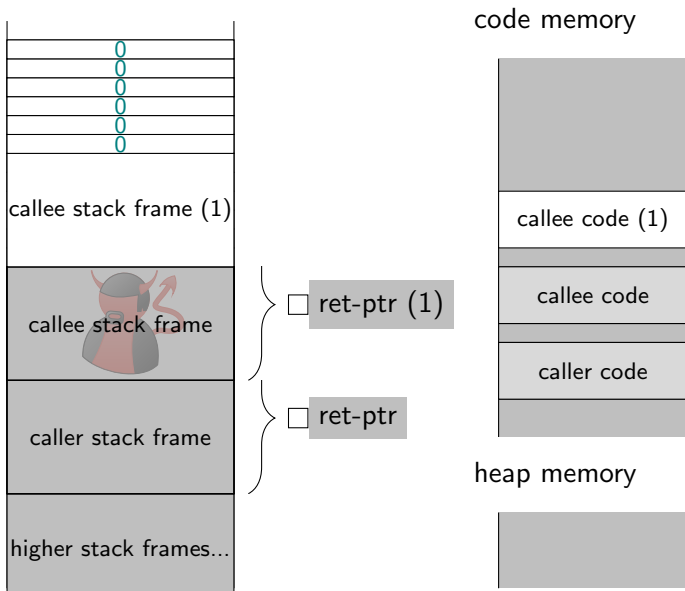 0
0
0
0
0
0
callee stack frame (1)
callee stack frame
caller stack frame
higher stack frames...
ret-ptr (1)
ret-ptr
code memory
callee code (1)
callee code
caller code
heap memory